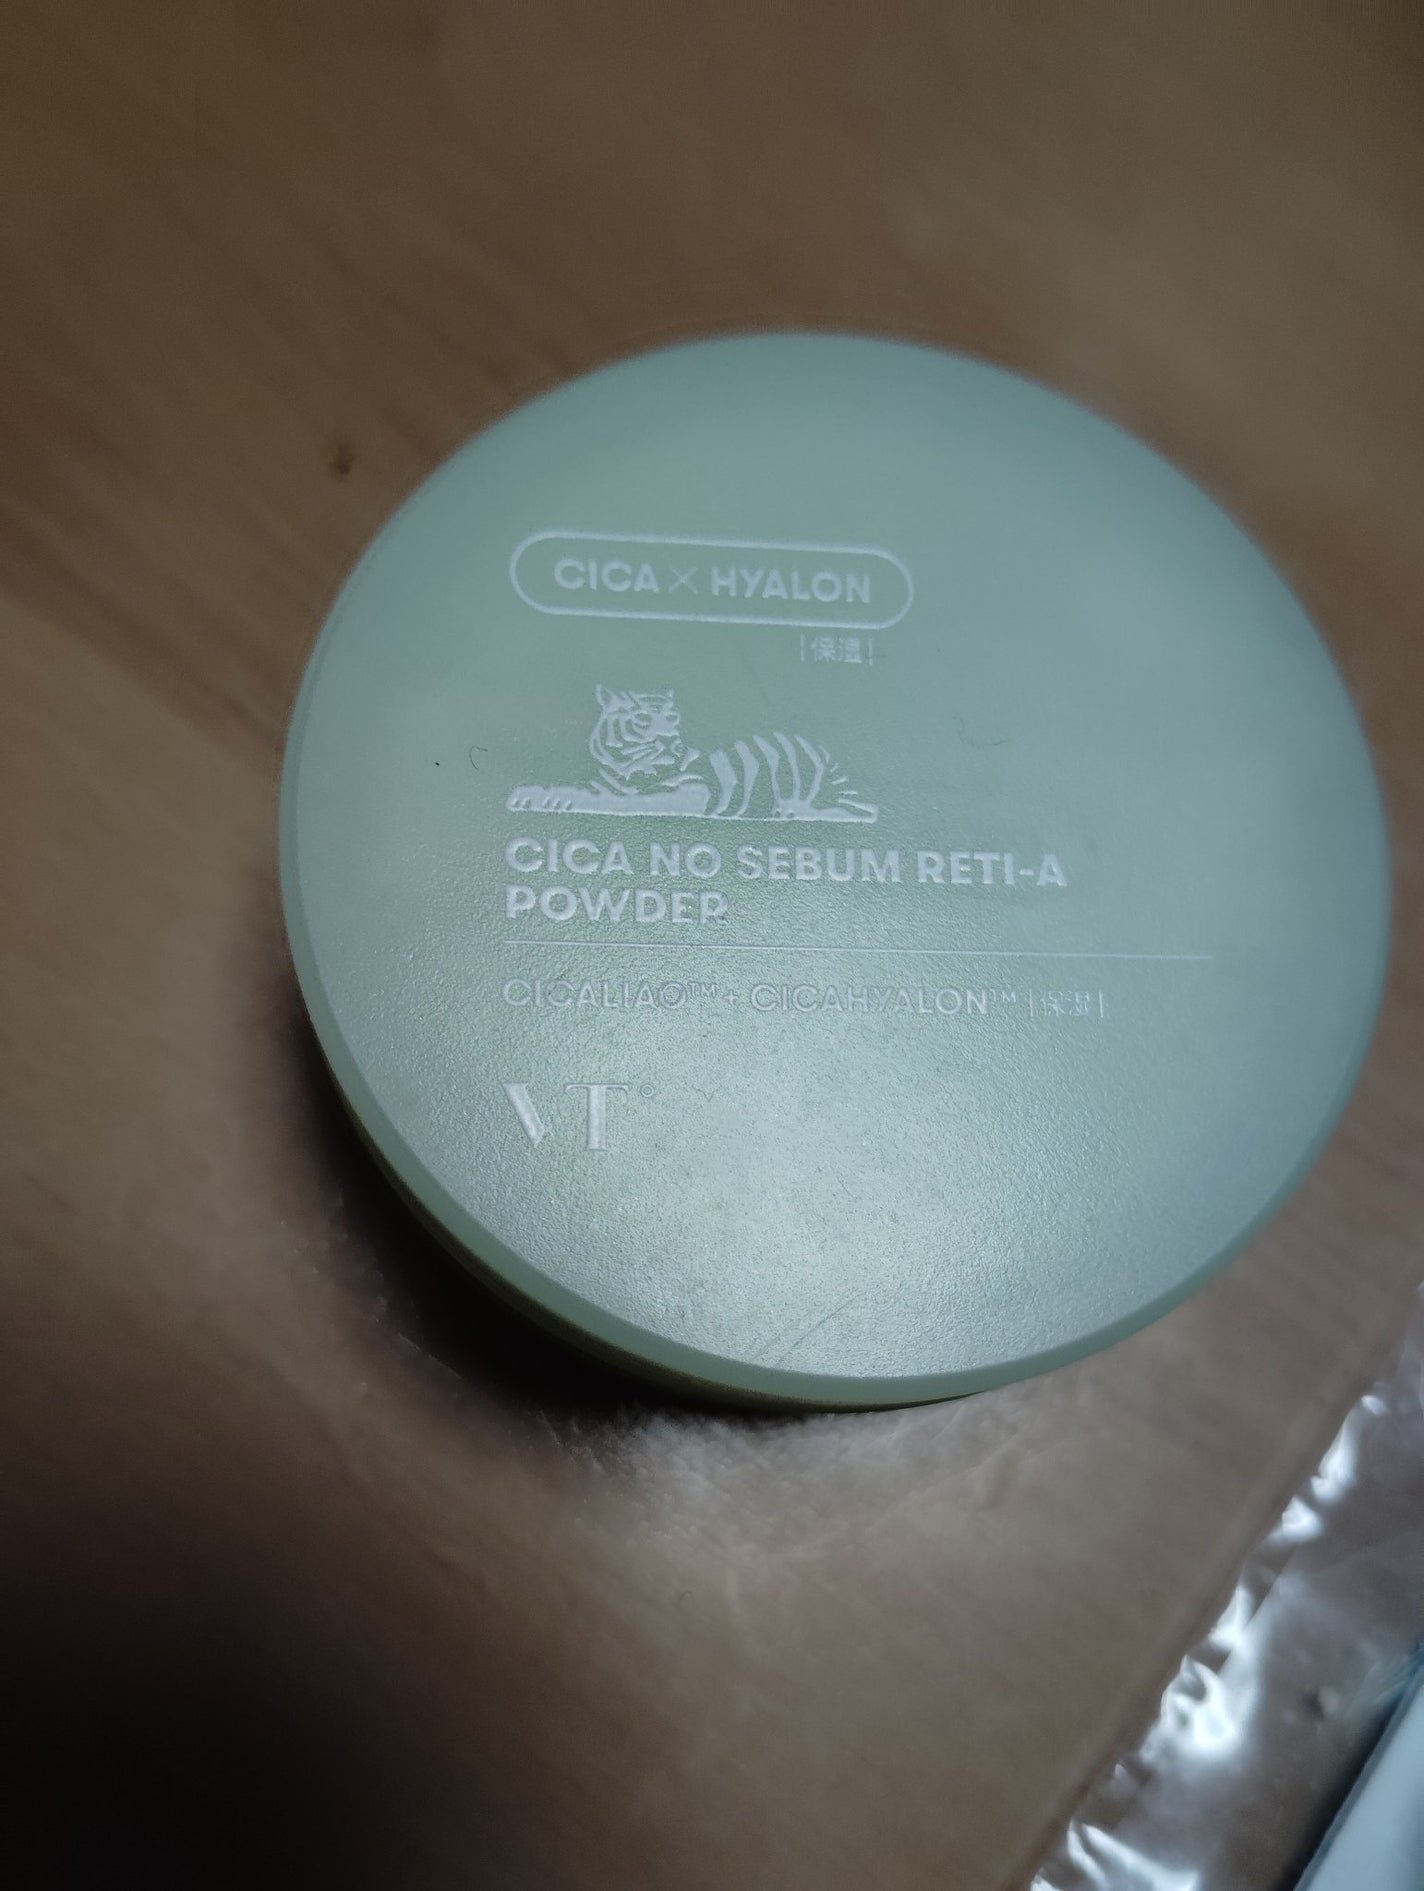 CICA × HYALON
|保湿|
CICA NO SEBUM RETI-A
POWDER
CICALIAO™ + CICAHYALON™ |保湿|
VT°